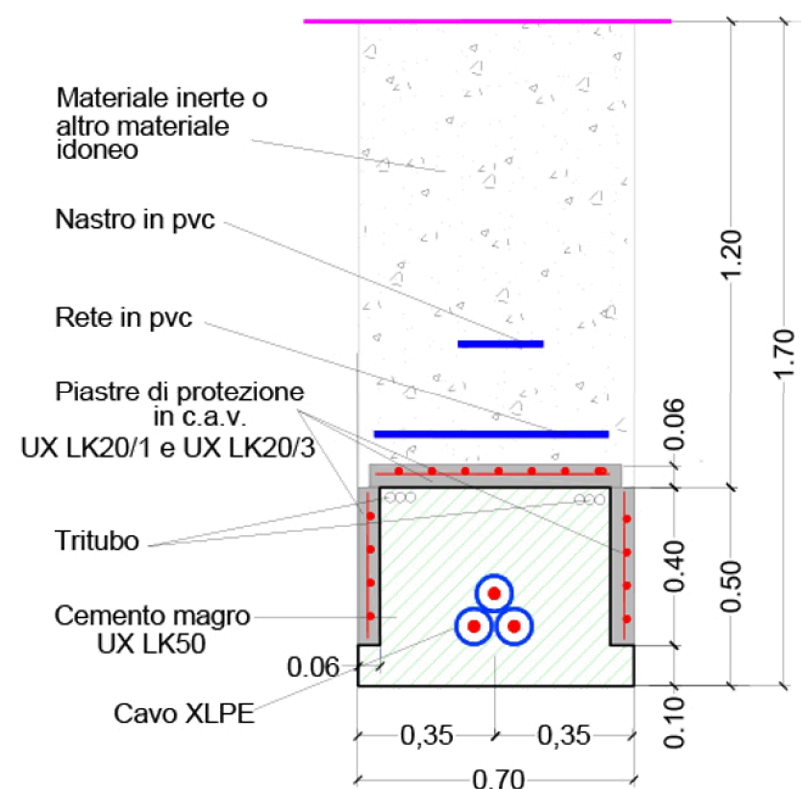 Materiale inerte o
altro materiale
idoneo
Nastro in pvc
1.20
Rete in pvc
1.70
Piastre di protezione
in c.a.v.
UX LK20/1 e UX LK20/3
0.06
Tritubo
0.40
0.50
Cemento magro
UX LK50
0.06
Cavo XLPE
0.10
0,35
0,35
0.70